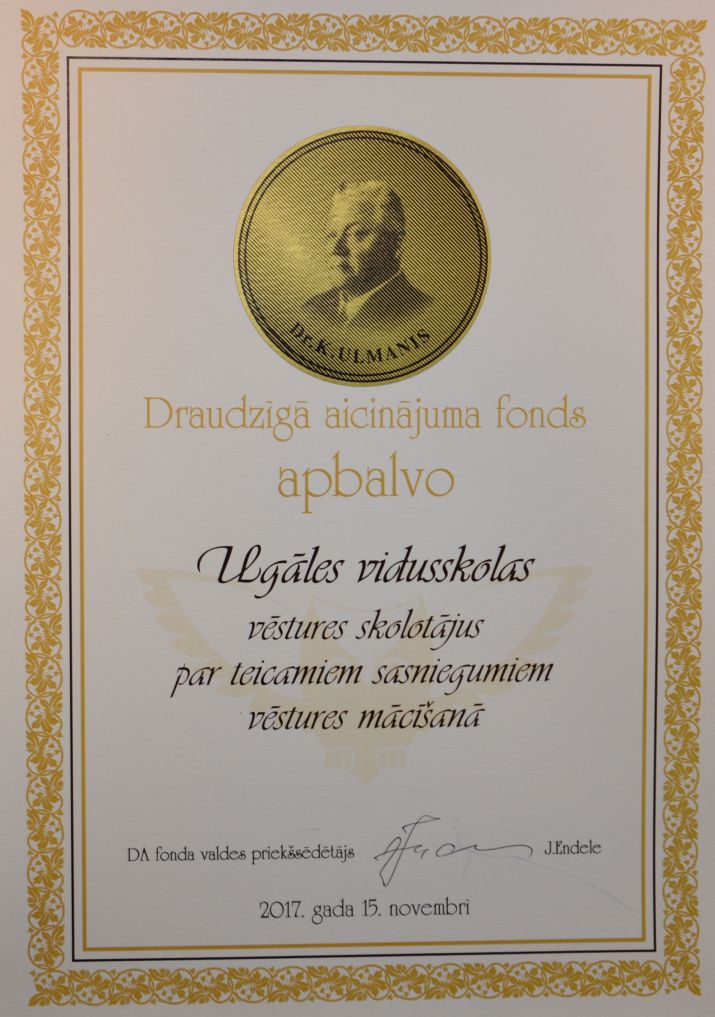 Dr.K.ULMANIS
Draudzīgā aicinājuma fonds
apbalvo
Ugāles vidusskolas
vēstures skolotājus
par teicamiem sasniegumiem
vēstures mācīšanā
DA fonda valdes priekšsēdētājs J.Endele
2017. gada 15. novembrī